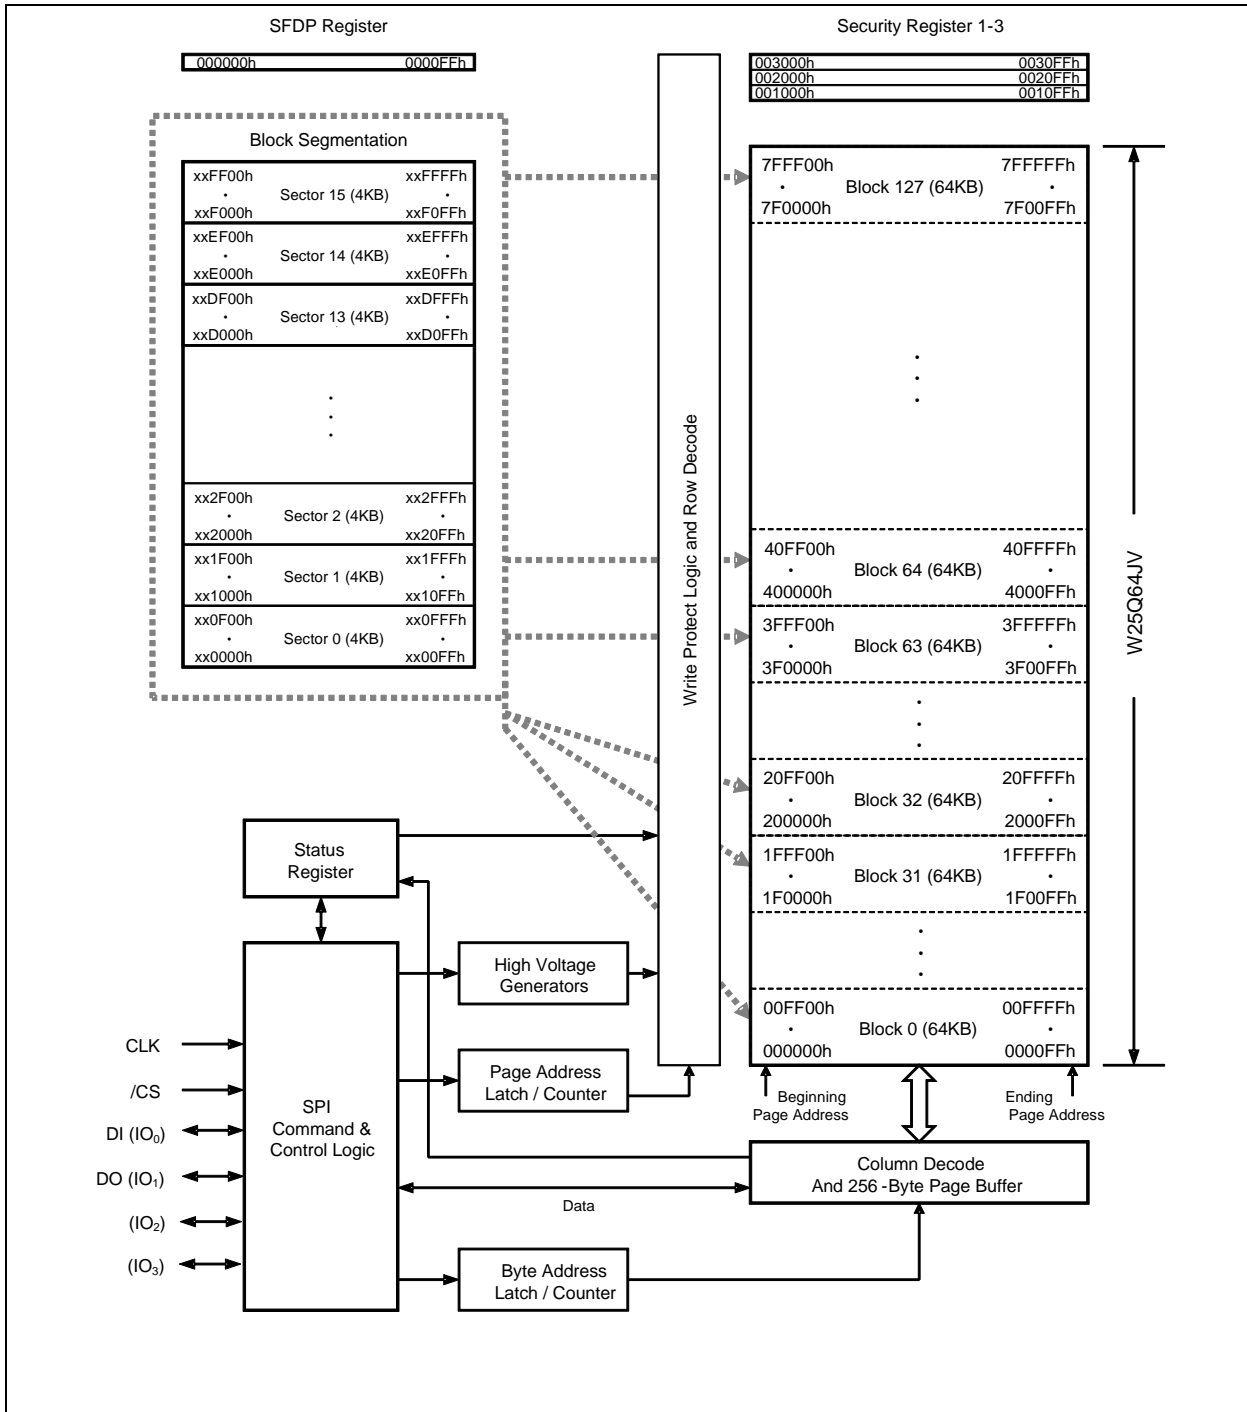 SFDP Register
000000h 0000FFh
Security Register 1-3
003000h 0030FFh
002000h 0020FFh
001000h 0010FFh
Block Segmentation
xxFF00h xxFFFFh
Sector 15 (4KB)
xxF000h xxF0FFh
xxEF00h xxEFFFh
Sector 14 (4KB)
xxE000h xxE0FFh
xxDF00h xxDFFFh
Sector 13 (4KB)
xxD000h xxD0FFh
xx2F00h xx2FFFh
Sector 2 (4KB)
xx2000h xx20FFh
xx1F00h xx1FFFh
Sector 1 (4KB)
xx1000h xx10FFh
xx0F00h xx0FFFh
Sector 0 (4KB)
xx0000h xx00FFh
Write Protect Logic and Row Decode
7FFF00h 7FFFFFh
Block 127 (64KB)
7F0000h 7F00FFh
40FF00h 40FFFFh
Block 64 (64KB)
400000h 4000FFh
3FFF00h 3FFFFFh
Block 63 (64KB)
3F0000h 3F00FFh
20FF00h 20FFFFh
Block 32 (64KB)
200000h 2000FFh
1FFF00h 1FFFFFh
Block 31 (64KB)
1F0000h 1F00FFh
00FF00h 00FFFFh
Block 0 (64KB)
000000h 0000FFh
W25Q64JV
Beginning
Page Address
Ending
Page Address
Status
Register
High Voltage
Generators
Page Address
Latch / Counter
SPI
Command &
Control Logic
CLK
/CS
DI (IO0)
DO (IO1)
(IO2)
(IO3)
Column Decode
And 256 -Byte Page Buffer
Data
Byte Address
Latch / Counter